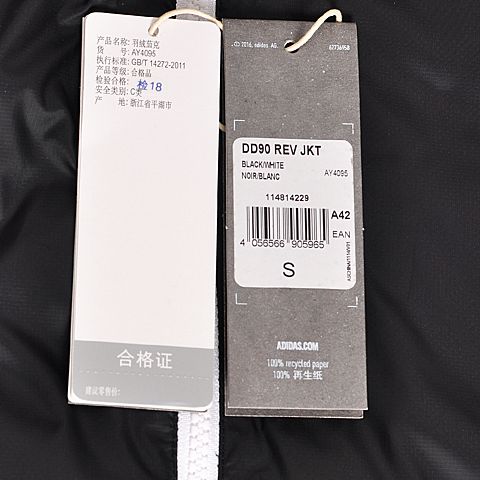 产品名称: 羽绒茄克
货 号: AY4095
执行标准: GB/T 14272-2011
产品等级: 合格品
检验合格: 检18
安全类别: C类
产 地: 浙江省平湖市
合格证
建议零售价:
© 2016, adidas AG.
62736958
DD90 REV JKT
BLACK/WHITE
NOIR/BLANC
AY4095
114814229
A42
EAN
4 056566 905965
S
ADIDAS.COM
100% recycled paper
100% 再生纸